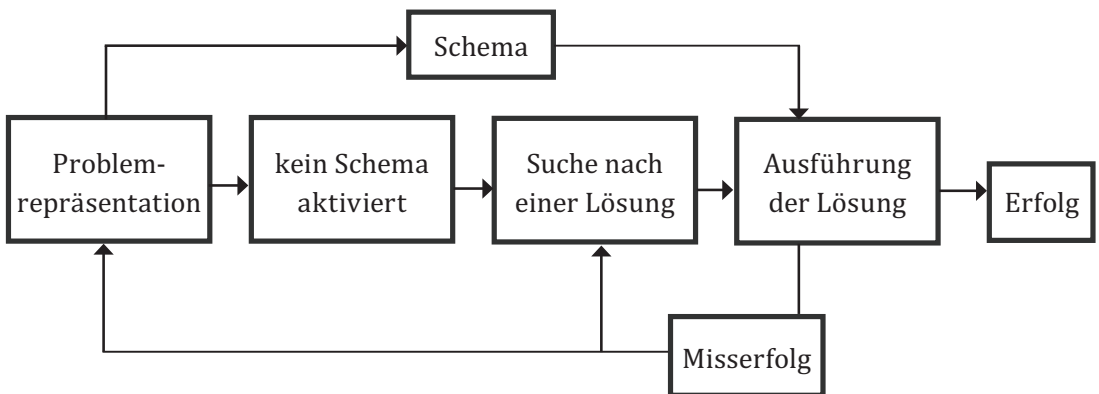 Schema
Problem-
repräsentation
kein Schema
aktiviert
Suche nach
einer Lösung
Ausführung
der Lösung
Erfolg
Misserfolg